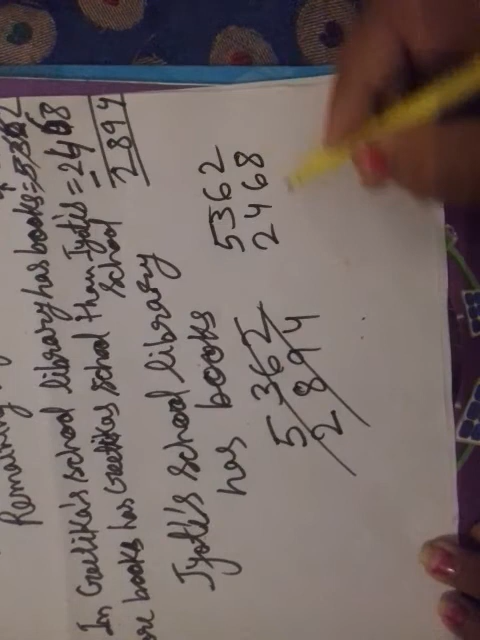 Remaining
In Geetika's school library has books = 5362
more books has Geetika's school than Jyoti's = 2468
school 2894
Jyoti's school library
has books
5362
2468
5362
2894